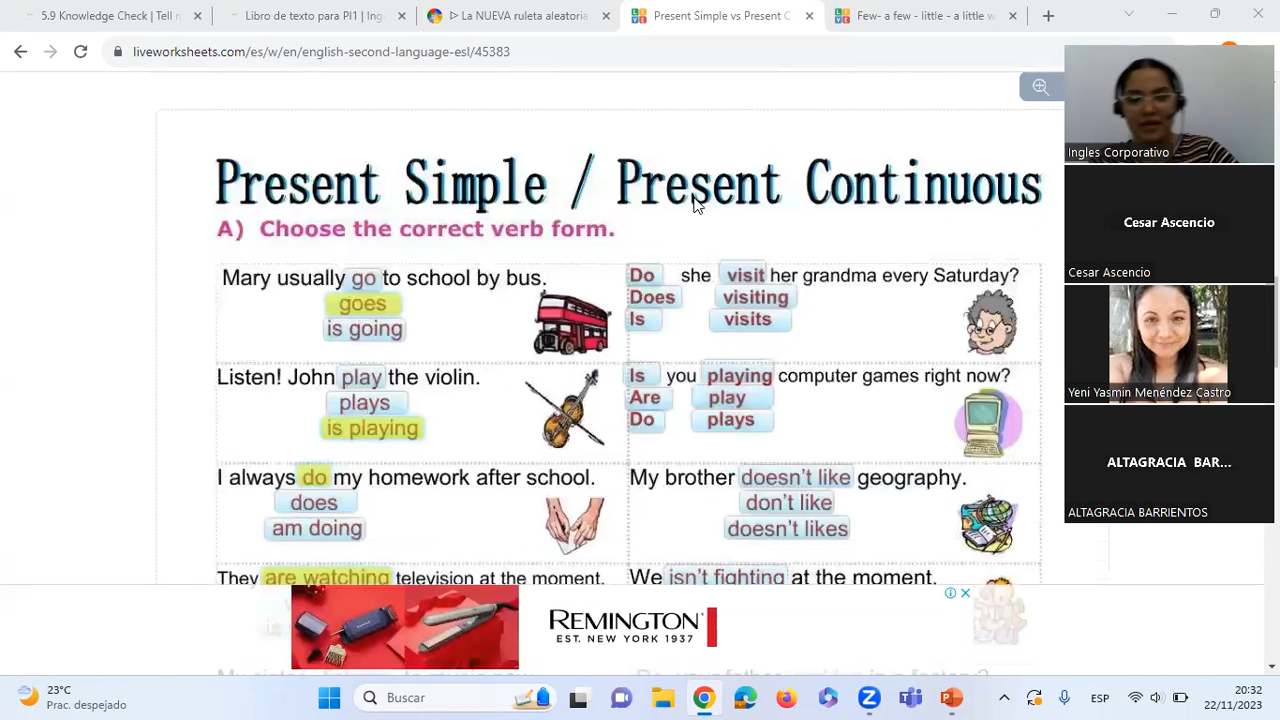 5.9 Knowledge Check | Tell r
Libro de texto para PI1 | Ingl
ᐅ La NUEVA ruleta aleatoria
Present Simple vs Present C
Few- a few - little - a little w
liveworksheets.com/es/w/en/english-second-language-esl/45383
Present Simple / Present Continuous
A) Choose the correct verb form.
Mary usually go to school by bus.
goes
is going
Do she visit her grandma every Saturday?
Does visiting
Is visits
Listen! John play the violin.
plays
is playing
Is you playing computer games right now?
Are play
Do plays
I always do my homework after school.
does
am doing
My brother doesn't like geography.
don't like
doesn't likes
They are watching television at the moment.
We isn't fighting at the moment.
REMINGTON
EST. NEW YORK 1937
Ingles Corporativo
Cesar Ascencio
Cesar Ascencio
Yeni Yasmin Menéndez Castro
ALTAGRACIA BAR...
ALTAGRACIA BARRIENTOS
23°C
Prac. despejado
Buscar
ESP
20:32
22/11/2023